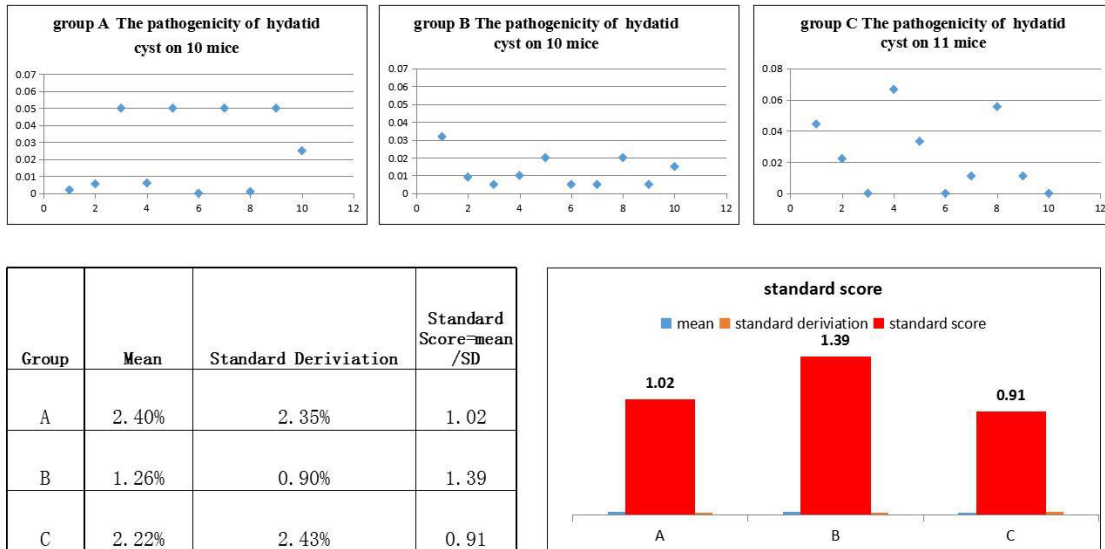 group A The pathogenicity of hydatid
cyst on 10 mice
0.07
0.06
0.05
0.04
0.03
0.02
0.01
0
0 2 4 6 8 10 12
group B The pathogenicity of hydatid
cyst on 10 mice
0.07
0.06
0.05
0.04
0.03
0.02
0.01
0
0 2 4 6 8 10 12
group C The pathogenicity of hydatid
cyst on 11 mice
0.08
0.06
0.04
0.02
0
0 2 4 6 8 10 12
Group Mean Standard Deriviation Standard
Score=mean
/SD
A 2.40% 2.35% 1.02
B 1.26% 0.90% 1.39
C 2.22% 2.43% 0.91
standard score
mean standard deriviation standard score
1.02
1.39
0.91
A B C